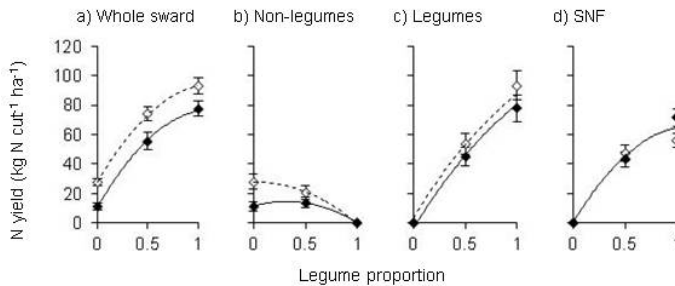 a) Whole sward b) Non-legumes c) Legumes d) SNF
N yield (kg N cut⁻¹ ha⁻¹)
120
100
80
60
40
20
0
0 0.5 1 0 0.5 1 0 0.5 1 0 0.5
Legume proportion